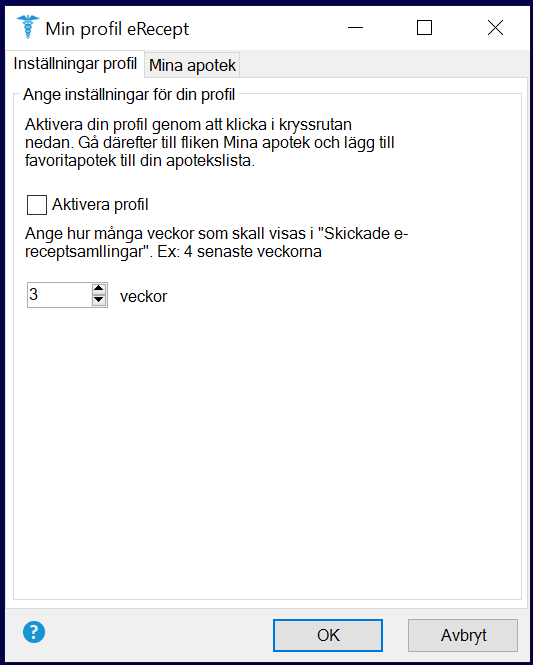 Min profil eRecept
Inställningar profil
Mina apotek
Ange inställningar för din profil
Aktivera din profil genom att klicka i kryssrutan
nedan. Gå därefter till fliken Mina apotek och lägg till
favoritapotek till din apotekslista.
Aktivera profil
Ange hur många veckor som skall visas i "Skickade e-
receptsamllingar". Ex: 4 senaste veckorna
3
veckor
?
OK
Avbryt